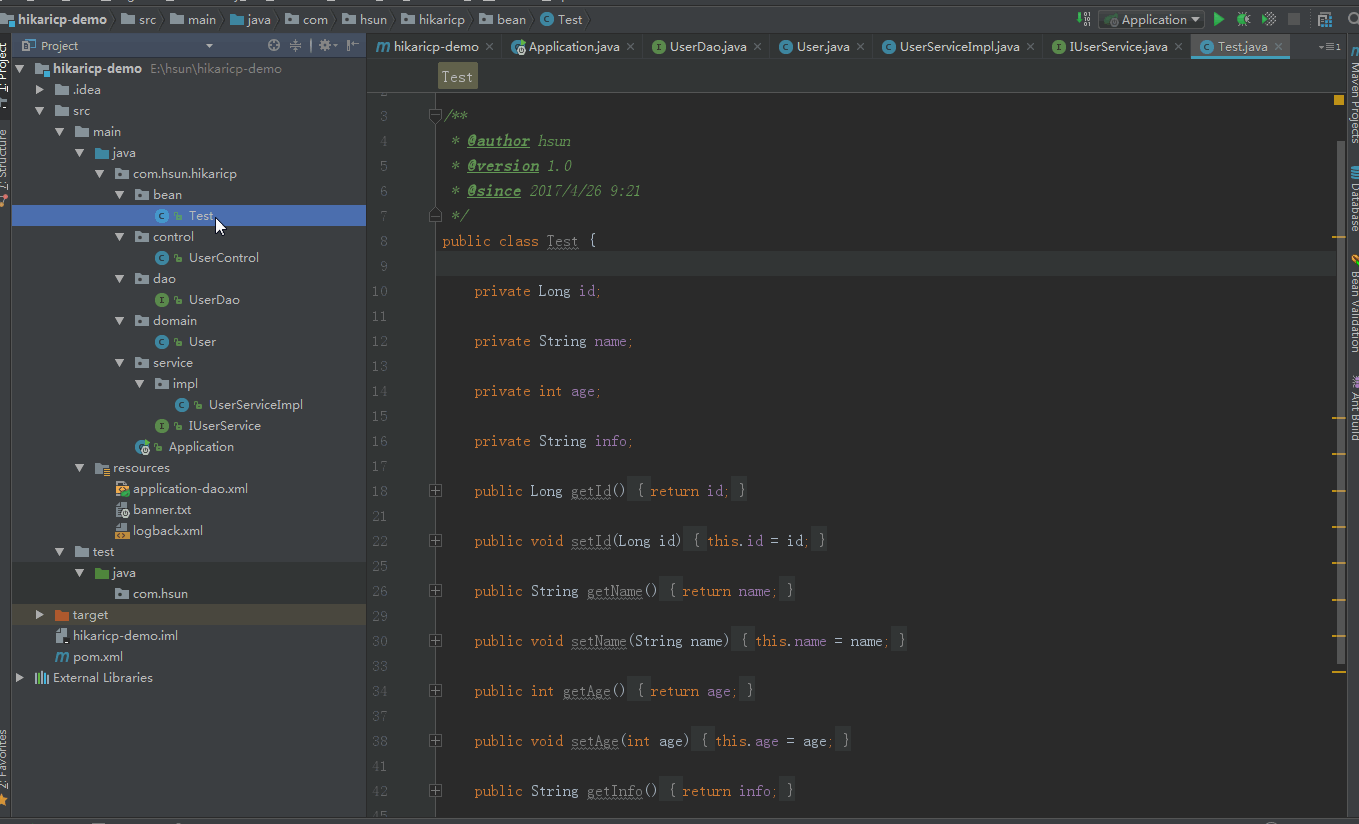 hikaricp-demo src main java com hsun hikaricp bean Test
Application
Project
hikaricp-demo
Application.java
UserDao.java
User.java
UserServiceImpl.java
IUserService.java
Test.java
1
1: Project
7: Structure
2: Favorites
hikaricp-demo E:\hsun\hikaricp-demo
.idea
src
main
java
com.hsun.hikaricp
bean
Test
control
UserControl
dao
UserDao
domain
User
service
impl
UserServiceImpl
IUserService
Application
resources
application-dao.xml
banner.txt
logback.xml
test
java
com.hsun
target
hikaricp-demo.iml
pom.xml
External Libraries
Test
3 /**
4 * @author hsun
5 * @version 1.0
6 * @since 2017/4/26 9:21
7 */
8 public class Test {
9
10 private Long id;
11
12 private String name;
13
14 private int age;
15
16 private String info;
17
18 public Long getId() { return id; }
21
22 public void setId(Long id) { this.id = id; }
25
26 public String getName() { return name; }
29
30 public void setName(String name) { this.name = name; }
33
34 public int getAge() { return age; }
37
38 public void setAge(int age) { this.age = age; }
41
42 public String getInfo() { return info; }
45
Maven Projects
Database
Bean Validation
Ant Build